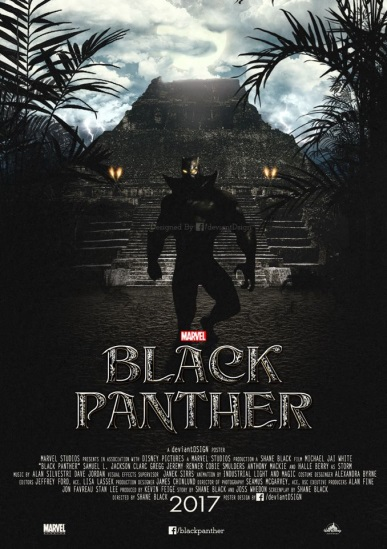 Designed By f/deviantDSIGN
MARVEL
BLACK
PANTHER
A deviantDSIGN POSTER
MARVEL STUDIOS PRESENTS IN ASSOCIATION WITH DISNEY PICTURES A MARVEL STUDIOS PRODUCTION A SHANE BLACK FILM MICHAEL JAI WHITE
"BLACK PANTHER" SAMUEL L. JACKSON CLARC GREGG JEREMY RENNER COBIE SMULDERS ANTHONY MACKIE AND HALLE BERRY AS STORM
MUSIC BY ALAN SILVESTRI DAVE JORDAN VISUAL EFFECTS SUPERVISOR JANEK SIRRS ANIMATION BY INDUSTRIAL LIGHT AND MAGIC COSTUME DESIGNER ALEXANDRA BYRNE
EDITORS JEFFREY FORD, ACE, LISA LASSEK PRODUCTION DESIGNER JAMES CHINLUND DIRECTOR OF PHOTOGRAPHY SEAMUS MCGARVEY, ACE, BSC EXECUTIVE PRODUCERS ALAN FINE
JON FAVREAU STAN LEE PRODUCED BY KEVIN FEIGE STORY BY SHANE BLACK AND JOSS WHEDON SCREENPLAY BY SHANE BLACK
DIRECTED BY SHANE BLACK POSTER DESIGN BY f/deviantDSIGN
2017
MARVEL
f/blackpanther